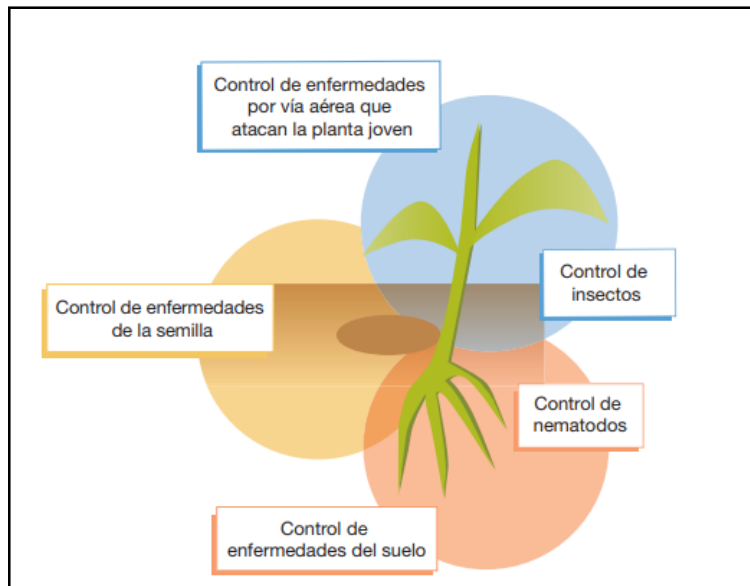 Control de enfermedades
por vía aérea que
atacan la planta joven
Control de
insectos
Control de enfermedades
de la semilla
Control de
nematodos
Control de
enfermedades del suelo